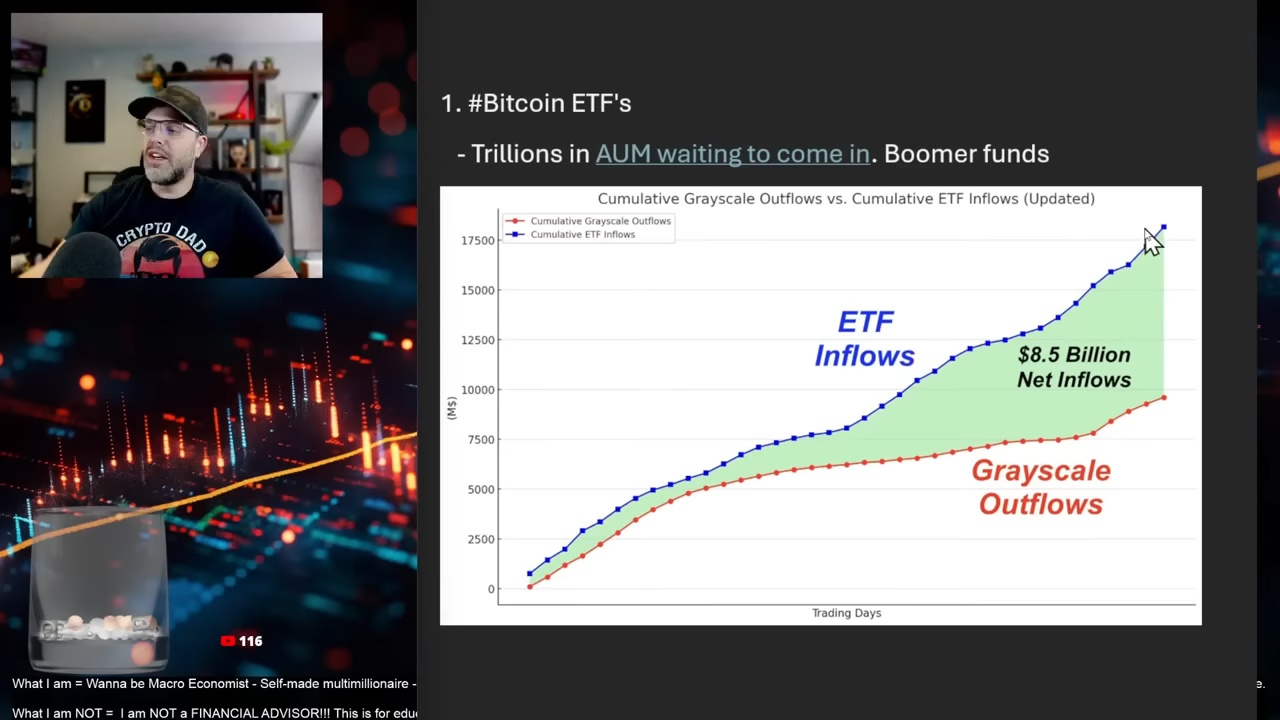 CRYPTO DAD
1. #Bitcoin ETF's
- Trillions in AUM waiting to come in. Boomer funds
Cumulative Grayscale Outflows vs. Cumulative ETF Inflows (Updated)
Cumulative Grayscale Outflows
Cumulative ETF Inflows
17500
15000
12500
10000
7500
5000
2500
0
(M$)
ETF
Inflows
$8.5 Billion
Net Inflows
Grayscale
Outflows
Trading Days
116
What I am = Wanna be Macro Economist - Self-made multimillionaire -
e.
What I am NOT = I am NOT a FINANCIAL ADVISOR!!! This is for edu